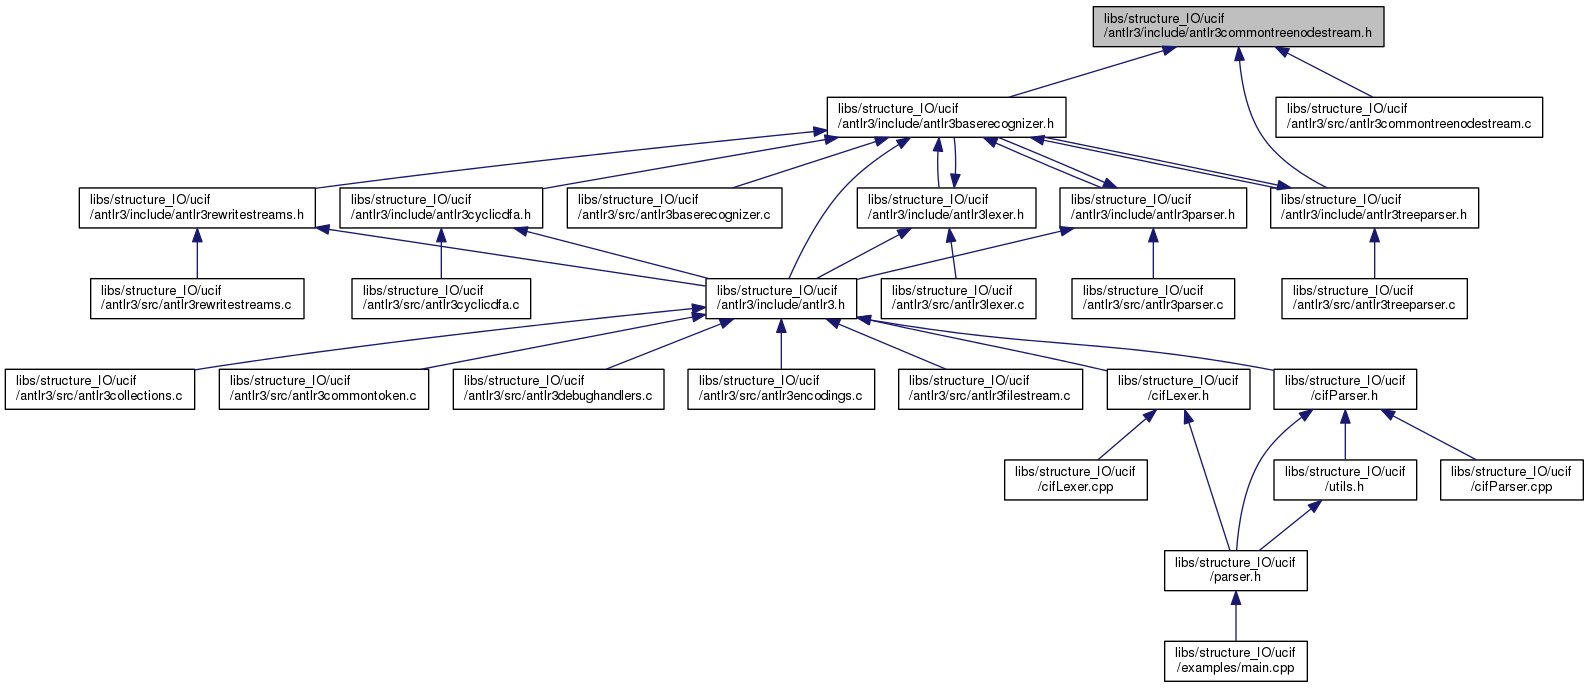 libs/structure_IO/ucif
/antlr3/include/antlr3commontreenodestream.h
libs/structure_IO/ucif
/antlr3/include/antlr3baserecognizer.h
libs/structure_IO/ucif
/antlr3/src/antlr3commontreenodestream.c
libs/structure_IO/ucif
/antlr3/include/antlr3rewritestreams.h
libs/structure_IO/ucif
/antlr3/include/antlr3cyclicdfa.h
libs/structure_IO/ucif
/antlr3/src/antlr3baserecognizer.c
libs/structure_IO/ucif
/antlr3/include/antlr3lexer.h
libs/structure_IO/ucif
/antlr3/include/antlr3parser.h
libs/structure_IO/ucif
/antlr3/include/antlr3treeparser.h
libs/structure_IO/ucif
/antlr3/src/antlr3rewritestreams.c
libs/structure_IO/ucif
/antlr3/src/antlr3cyclicdfa.c
libs/structure_IO/ucif
/antlr3/include/antlr3.h
libs/structure_IO/ucif
/antlr3/src/antlr3lexer.c
libs/structure_IO/ucif
/antlr3/src/antlr3parser.c
libs/structure_IO/ucif
/antlr3/src/antlr3treeparser.c
libs/structure_IO/ucif
/antlr3/src/antlr3collections.c
libs/structure_IO/ucif
/antlr3/src/antlr3commontoken.c
libs/structure_IO/ucif
/antlr3/src/antlr3debughandlers.c
libs/structure_IO/ucif
/antlr3/src/antlr3encodings.c
libs/structure_IO/ucif
/antlr3/src/antlr3filestream.c
libs/structure_IO/ucif
/cifLexer.h
libs/structure_IO/ucif
/cifParser.h
libs/structure_IO/ucif
/cifLexer.cpp
libs/structure_IO/ucif
/utils.h
libs/structure_IO/ucif
/cifParser.cpp
libs/structure_IO/ucif
/parser.h
libs/structure_IO/ucif
/examples/main.cpp